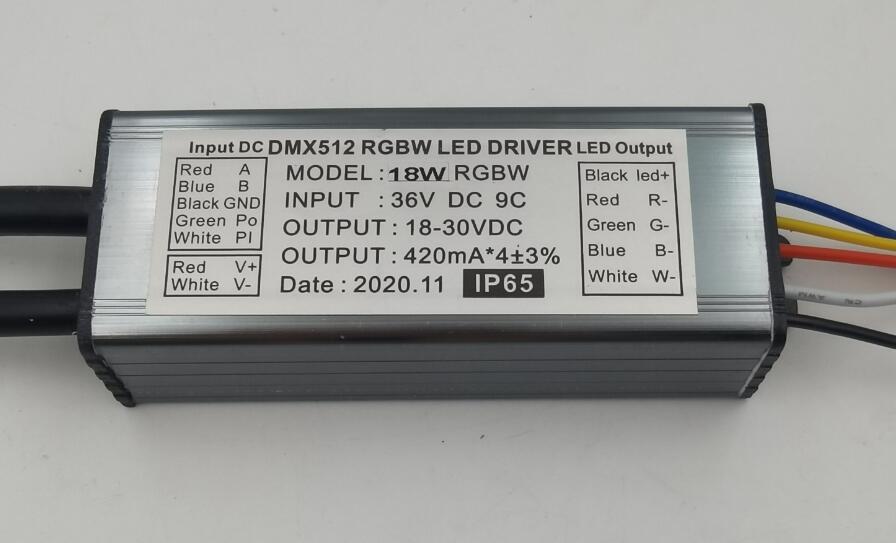 Input DC DMX512 RGBW LED DRIVER LED Output
Red A
Blue B
Black GND
Green Po
White PI
Red V+
White V-
MODEL : 18W RGBW
INPUT : 36V DC 9C
OUTPUT : 18-30VDC
OUTPUT : 420mA*4±3%
Date : 2020.11 IP65
Black led+
Red R-
Green G-
Blue B-
White W-